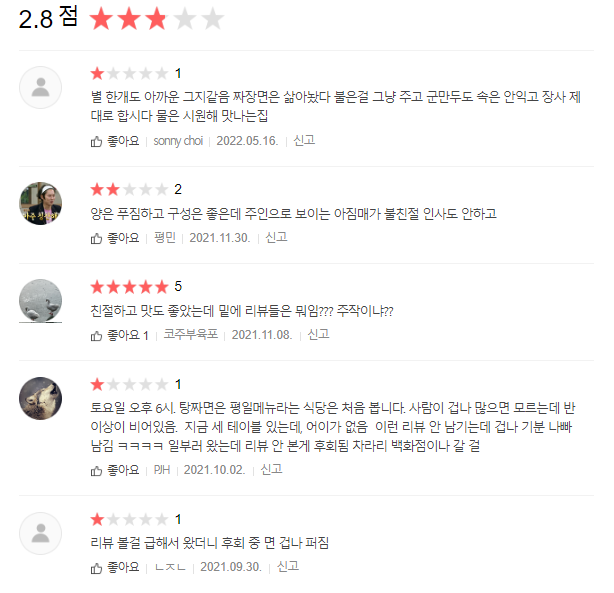 2.8 점
1
별 한개도 아까운 그지같음 짜장면은 삶아놨다 불은걸 그냥 주고 군만두도 속은 안익고 장사 제
대로 합시다 물은 시원해 맛나는집
좋아요 sonny choi 2022.05.16. 신고
2
양은 푸짐하고 구성은 좋은데 주인으로 보이는 아짐매가 불친절 인사도 안하고
좋아요 평민 2021.11.30. 신고
5
친절하고 맛도 좋았는데 밑에 리뷰들은 뭐임??? 주작이냐??
좋아요 1 코주부육포 2021.11.08. 신고
1
토요일 오후 6시. 탕짜면은 평일메뉴라는 식당은 처음 봅니다. 사람이 겁나 많으면 모르는데 반
이상이 비어있음. 지금 세 테이블 있는데, 어이가 없음 이런 리뷰 안 남기는데 겁나 기분 나빠
남김 ㅋㅋㅋㅋ 일부러 왔는데 리뷰 안 본게 후회됨 차라리 백화점이나 갈 걸
좋아요 PJH 2021.10.02. 신고
1
리뷰 볼걸 급해서 왔더니 후회 중 면 겁나 퍼짐
좋아요 ㄴㅈㄴ 2021.09.30. 신고